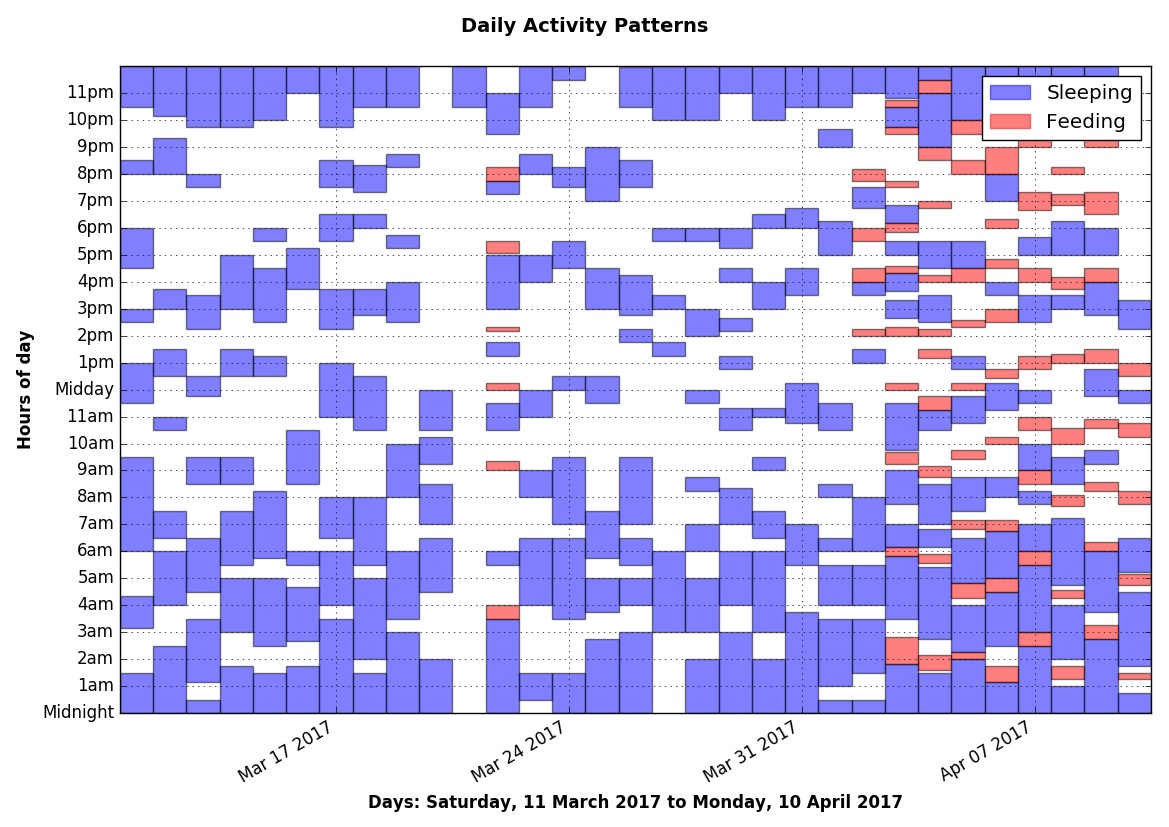 Daily Activity Patterns
Sleeping
Feeding
Hours of day
11pm
10pm
9pm
8pm
7pm
6pm
5pm
4pm
3pm
2pm
1pm
Midday
11am
10am
9am
8am
7am
6am
5am
4am
3am
2am
1am
Midnight
Mar 17 2017
Mar 24 2017
Mar 31 2017
Apr 07 2017
Days: Saturday, 11 March 2017 to Monday, 10 April 2017